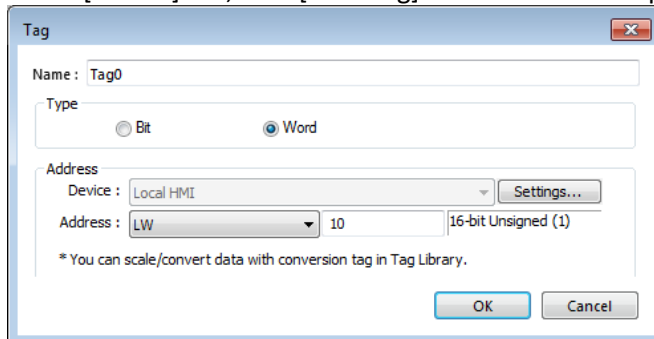 Tag
Name : Tag0
Type
Bit Word
Address
Device : Local HMI Settings...
Address : LW 10 16-bit Unsigned (1)
* You can scale/convert data with conversion tag in Tag Library.
OK Cancel